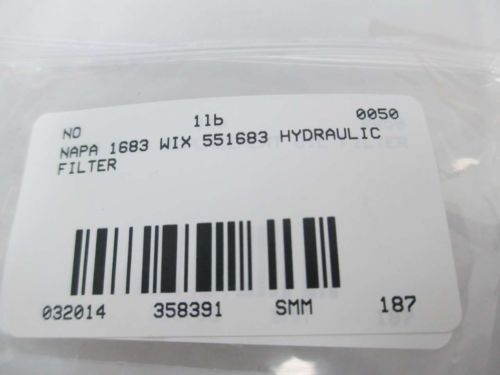 NO 1lb 0050
NAPA 1683 WIX 551683 HYDRAULIC
FILTER
032014 358391 SMM 187